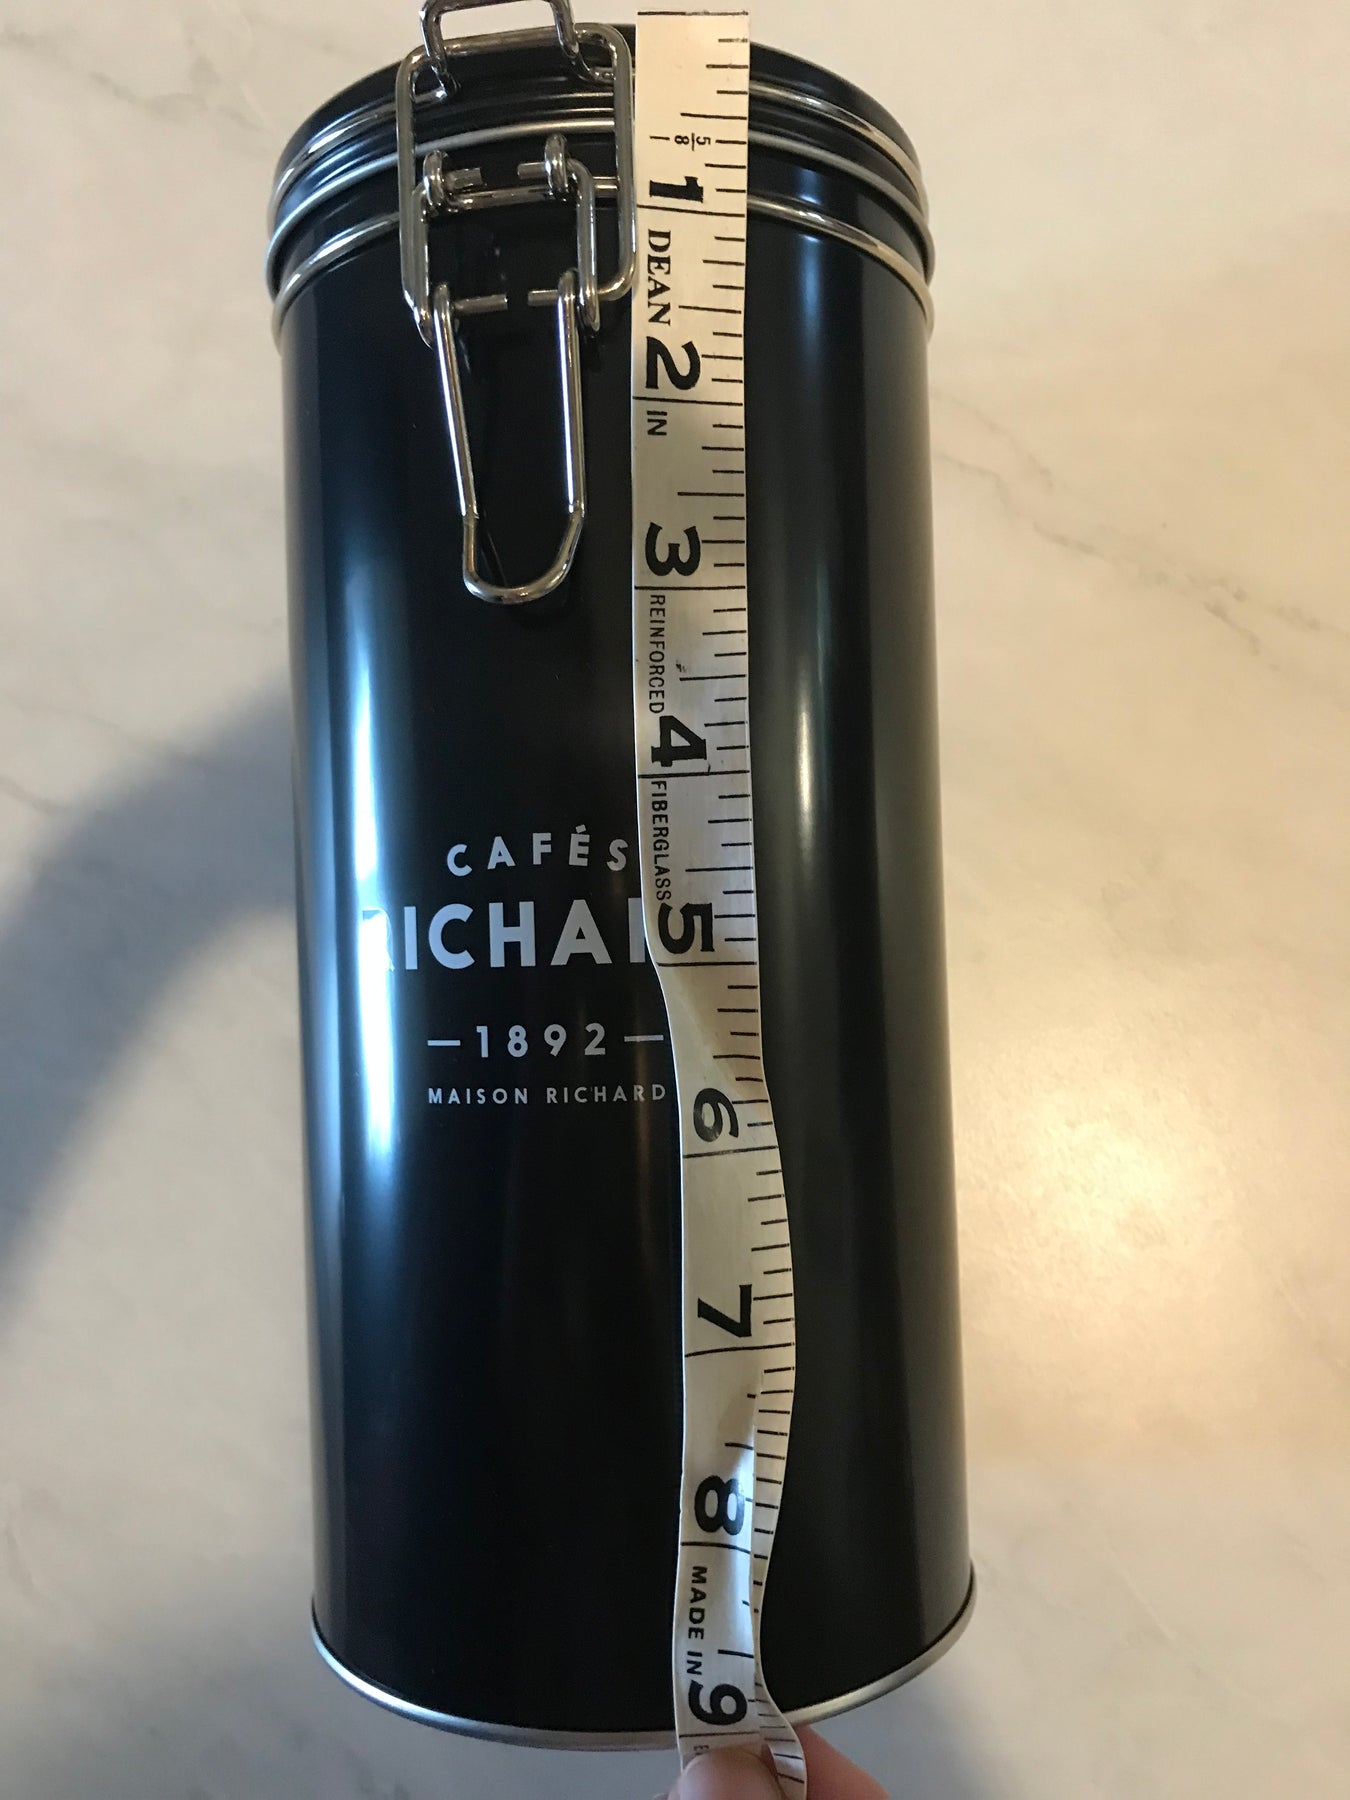 5/8
1
DEAN
2
IN
3
REINFORCED
4
FIBERGLASS
5
6
7
8
MADE IN
9
CAFÉS
RICHAR
—1892—
MAISON RICHARD